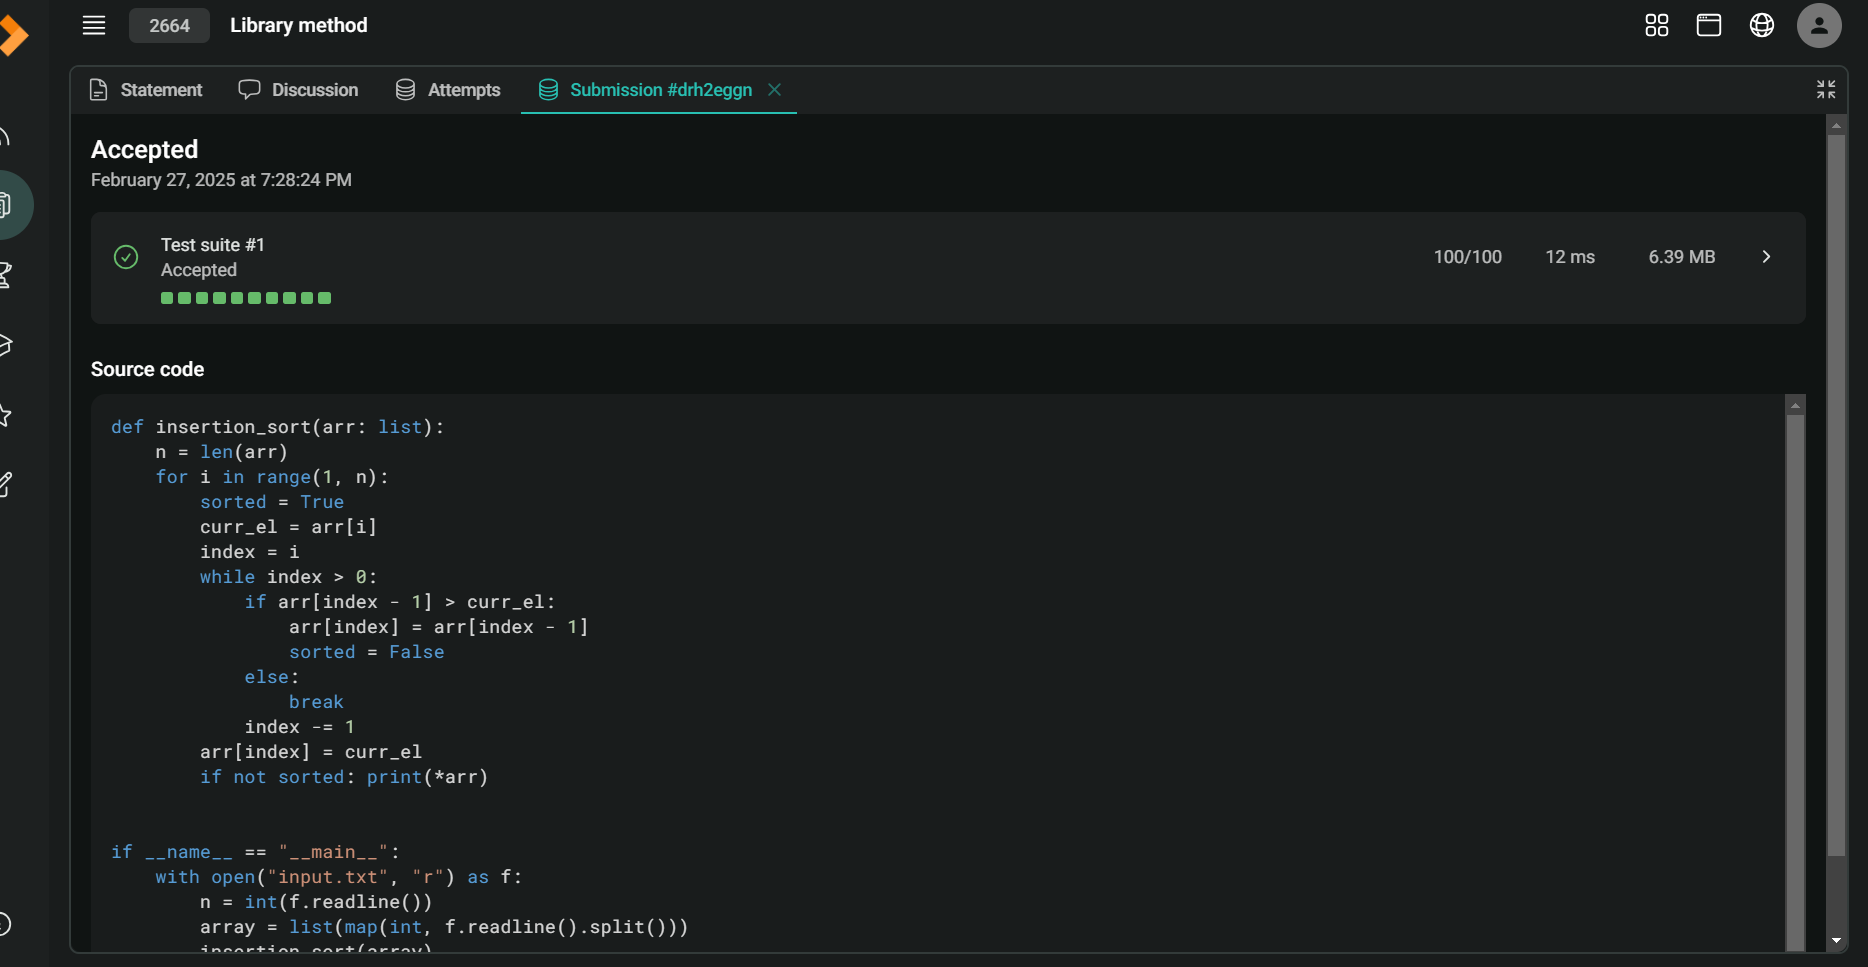 2664 Library method
Statement Discussion Attempts Submission #drh2eggn
Accepted
February 27, 2025 at 7:28:24 PM
Test suite #1
Accepted
100/100 12 ms 6.39 MB
Source code
def insertion_sort(arr: list):
    n = len(arr)
    for i in range(1, n):
        sorted = True
        curr_el = arr[i]
        index = i
        while index > 0:
            if arr[index - 1] > curr_el:
                arr[index] = arr[index - 1]
                sorted = False
            else:
                break
            index -= 1
        arr[index] = curr_el
        if not sorted: print(*arr)
if __name__ == "__main__":
    with open("input.txt", "r") as f:
        n = int(f.readline())
        array = list(map(int, f.readline().split()))
        insertion_sort(array)